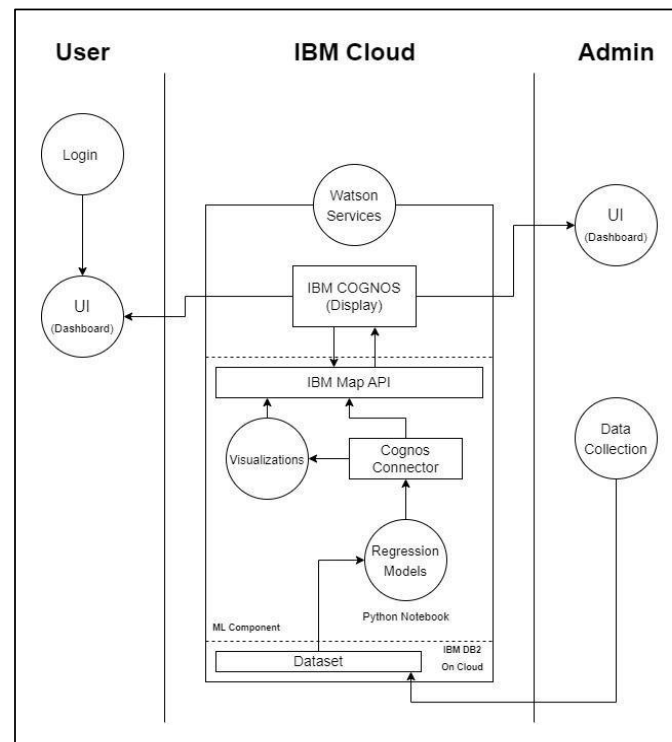 User
IBM Cloud
Admin
Login
Watson
Services
UI
(Dashboard)
IBM COGNOS
(Display)
UI
(Dashboard)
IBM Map API
Data
Collection
Visualizations
Cognos
Connector
Regression
Models
Python Notebook
ML Component
IBM DB2
On Cloud
Dataset